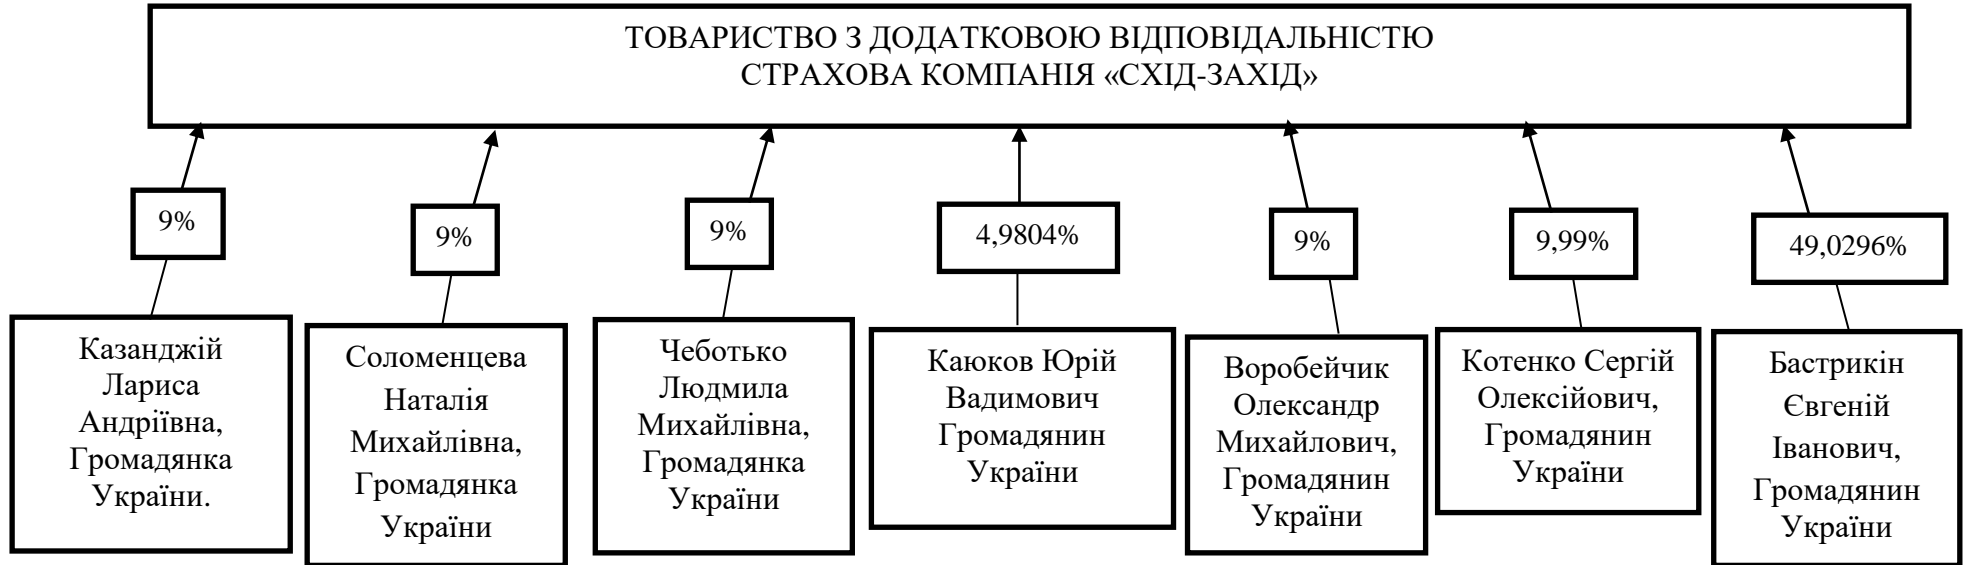 ТОВАРИСТВО З ДОДАТКОВОЮ ВІДПОВІДАЛЬНІСТЮ
СТРАХОВА КОМПАНІЯ «СХІД-ЗАХІД»
9%
9%
9%
4,9804%
9%
9,99%
49,0296%
Казанджій
Лариса
Андріївна,
Громадянка
України.
Соломенцева
Наталія
Михайлівна,
Громадянка
України
Чеботько
Людмила
Михайлівна,
Громадянка
України
Каюков Юрій
Вадимович
Громадянин
України
Воробейчик
Олександр
Михайлович,
Громадянин
України
Котенко Сергій
Олексійович,
Громадянин
України
Бастрикін
Євгеній
Іванович,
Громадянин
України